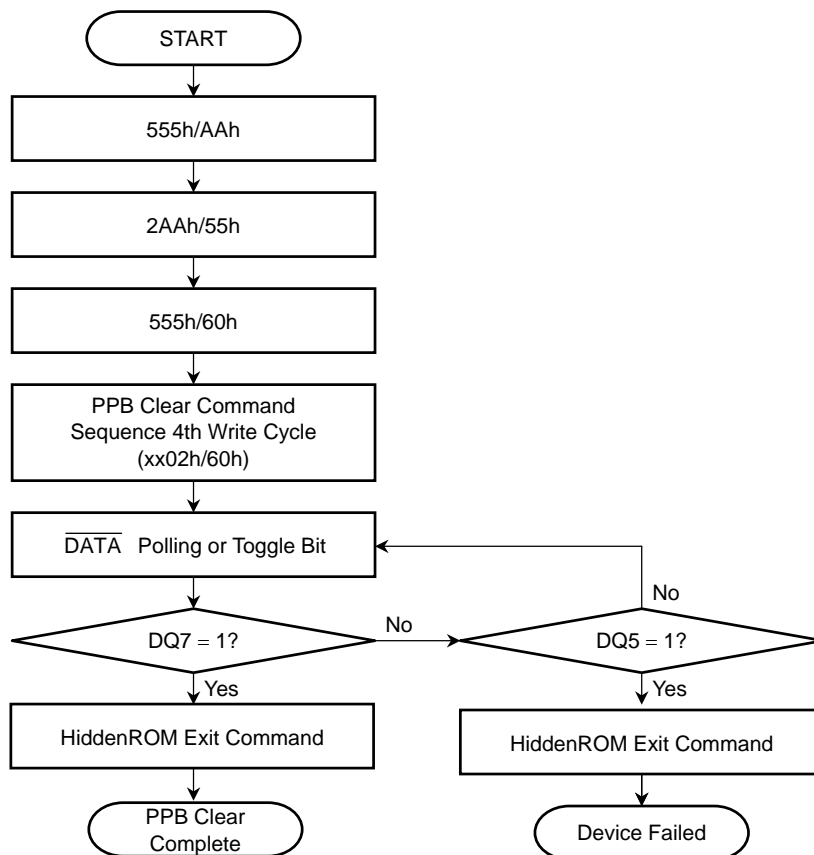 START
555h/AAh
2AAh/55h
555h/60h
PPB Clear Command
Sequence 4th Write Cycle
(xx02h/60h)
DATA Polling or Toggle Bit
No
DQ7 = 1?
No
DQ5 = 1?
Yes
Yes
HiddenROM Exit Command
HiddenROM Exit Command
PPB Clear
Complete
Device Failed